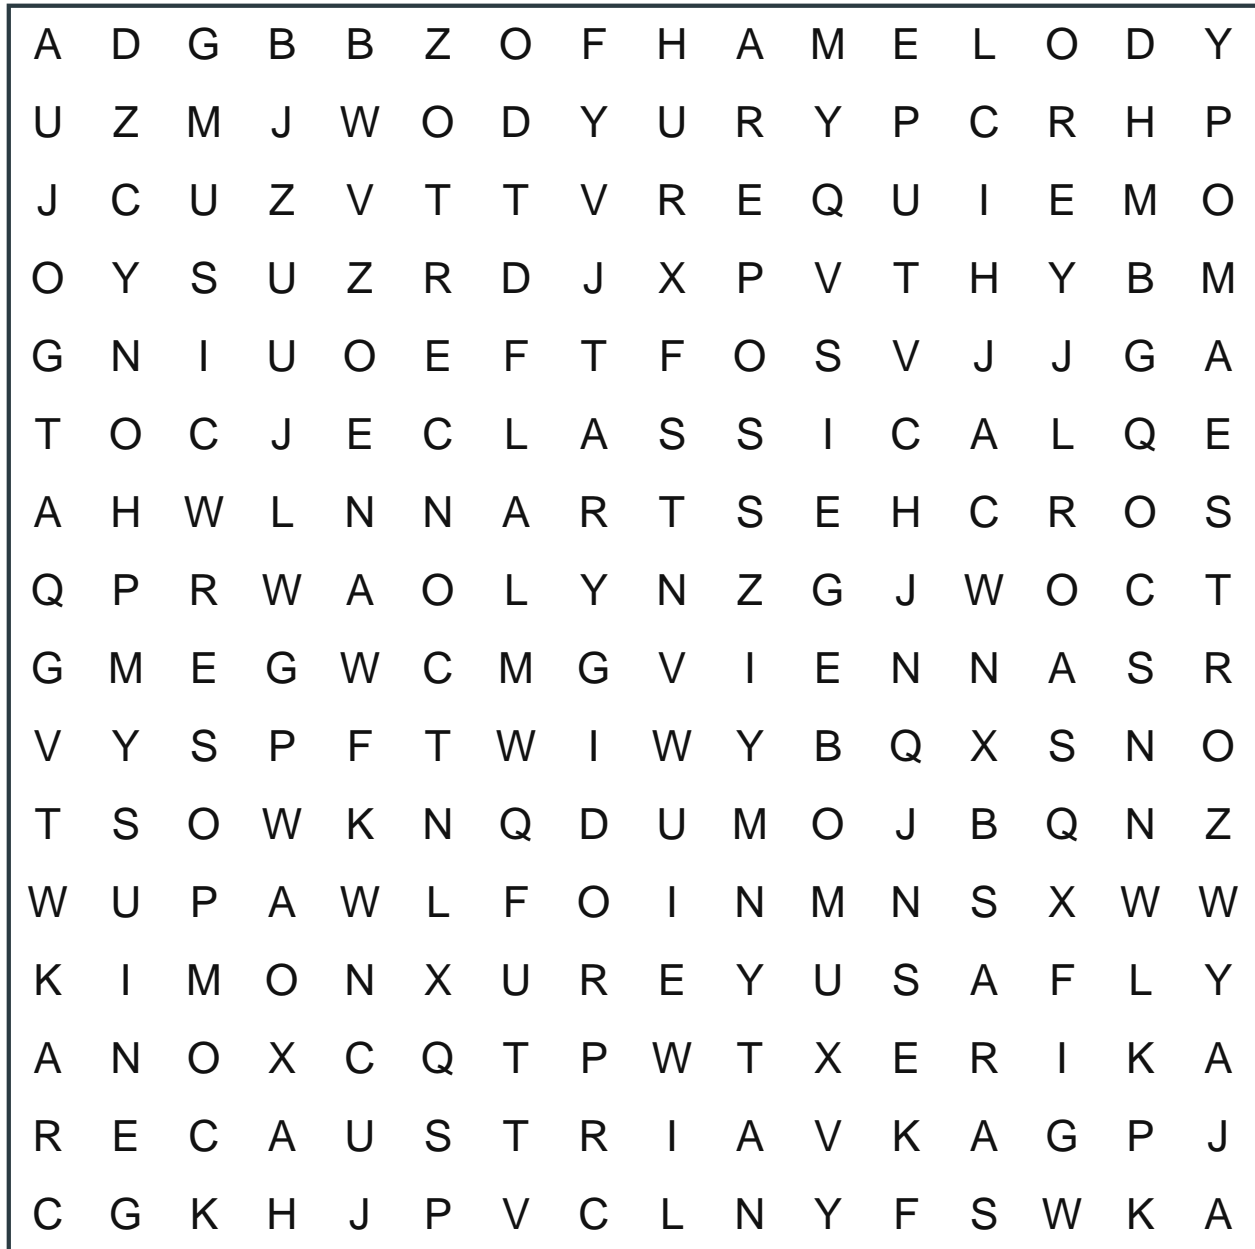 A D G B B Z O F H A M E L O D Y
U Z M J W O D Y U R Y P C R H P
J C U Z V T T V R E Q U I E M O
O Y S U Z R D J X P V T H Y B M
G N I U O E F T F O S V J J G A
T O C J E C L A S S I C A L Q E
A H W L N N A R T S E H C R O S
Q P R W A O L Y N Z G J W O C T
G M E G W C M G V I E N N A S R
V Y S P F T W I W Y B Q X S N O
T S O W K N Q D U M O J B Q N Z
W U P A W L F O I N M N S X W W
K I M O N X U R E Y U S A F L Y
A N O X C Q T P W T X E R I K A
R E C A U S T R I A V K A G P J
C G K H J P V C L N Y F S W K A